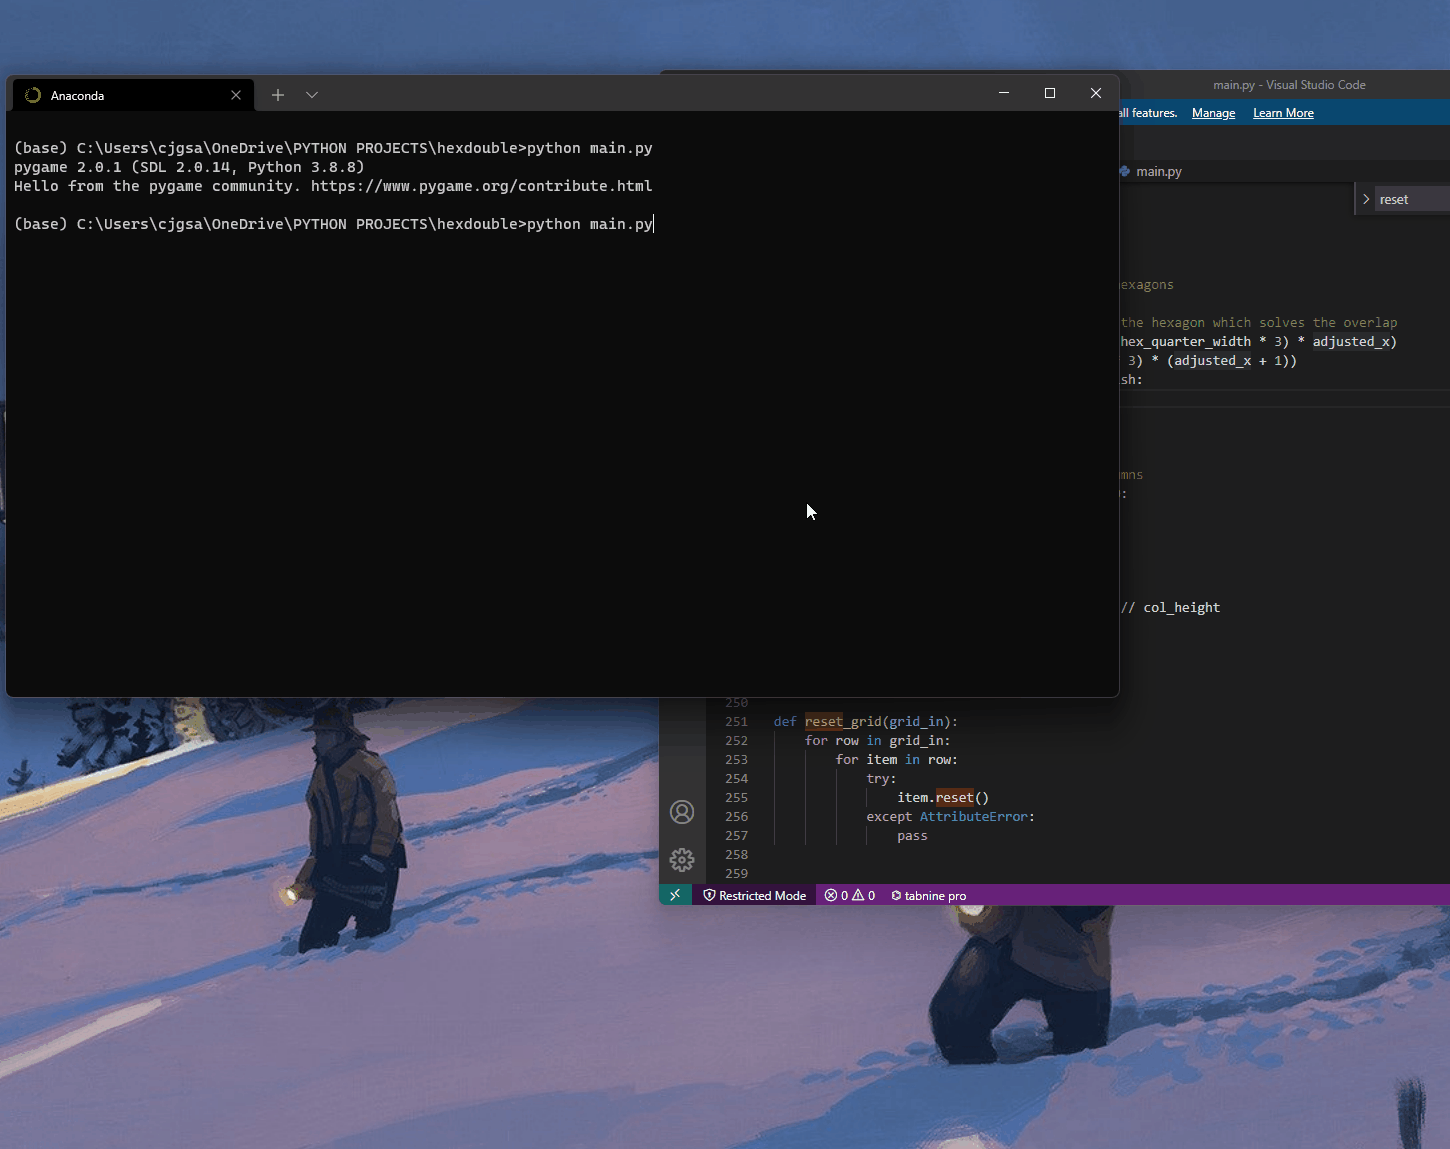 Anaconda
(base) C:\Users\cjgsa\OneDrive\PYTHON PROJECTS\hexdouble>python main.py
pygame 2.0.1 (SDL 2.0.14, Python 3.8.8)
Hello from the pygame community. https://www.pygame.org/contribute.html
(base) C:\Users\cjgsa\OneDrive\PYTHON PROJECTS\hexdouble>python main.py
main.py - Visual Studio Code
all features. Manage Learn More
main.py
reset
exagons
the hexagon which solves the overlap
hex_quarter_width * 3) * adjusted_x)
3) * (adjusted_x + 1))
sh:
mns
:
// col_height
250
251 def reset_grid(grid_in):
252 for row in grid_in:
253 for item in row:
254 try:
255 item.reset()
256 except AttributeError:
257 pass
258
259
Restricted Mode 0 0 tabnine pro